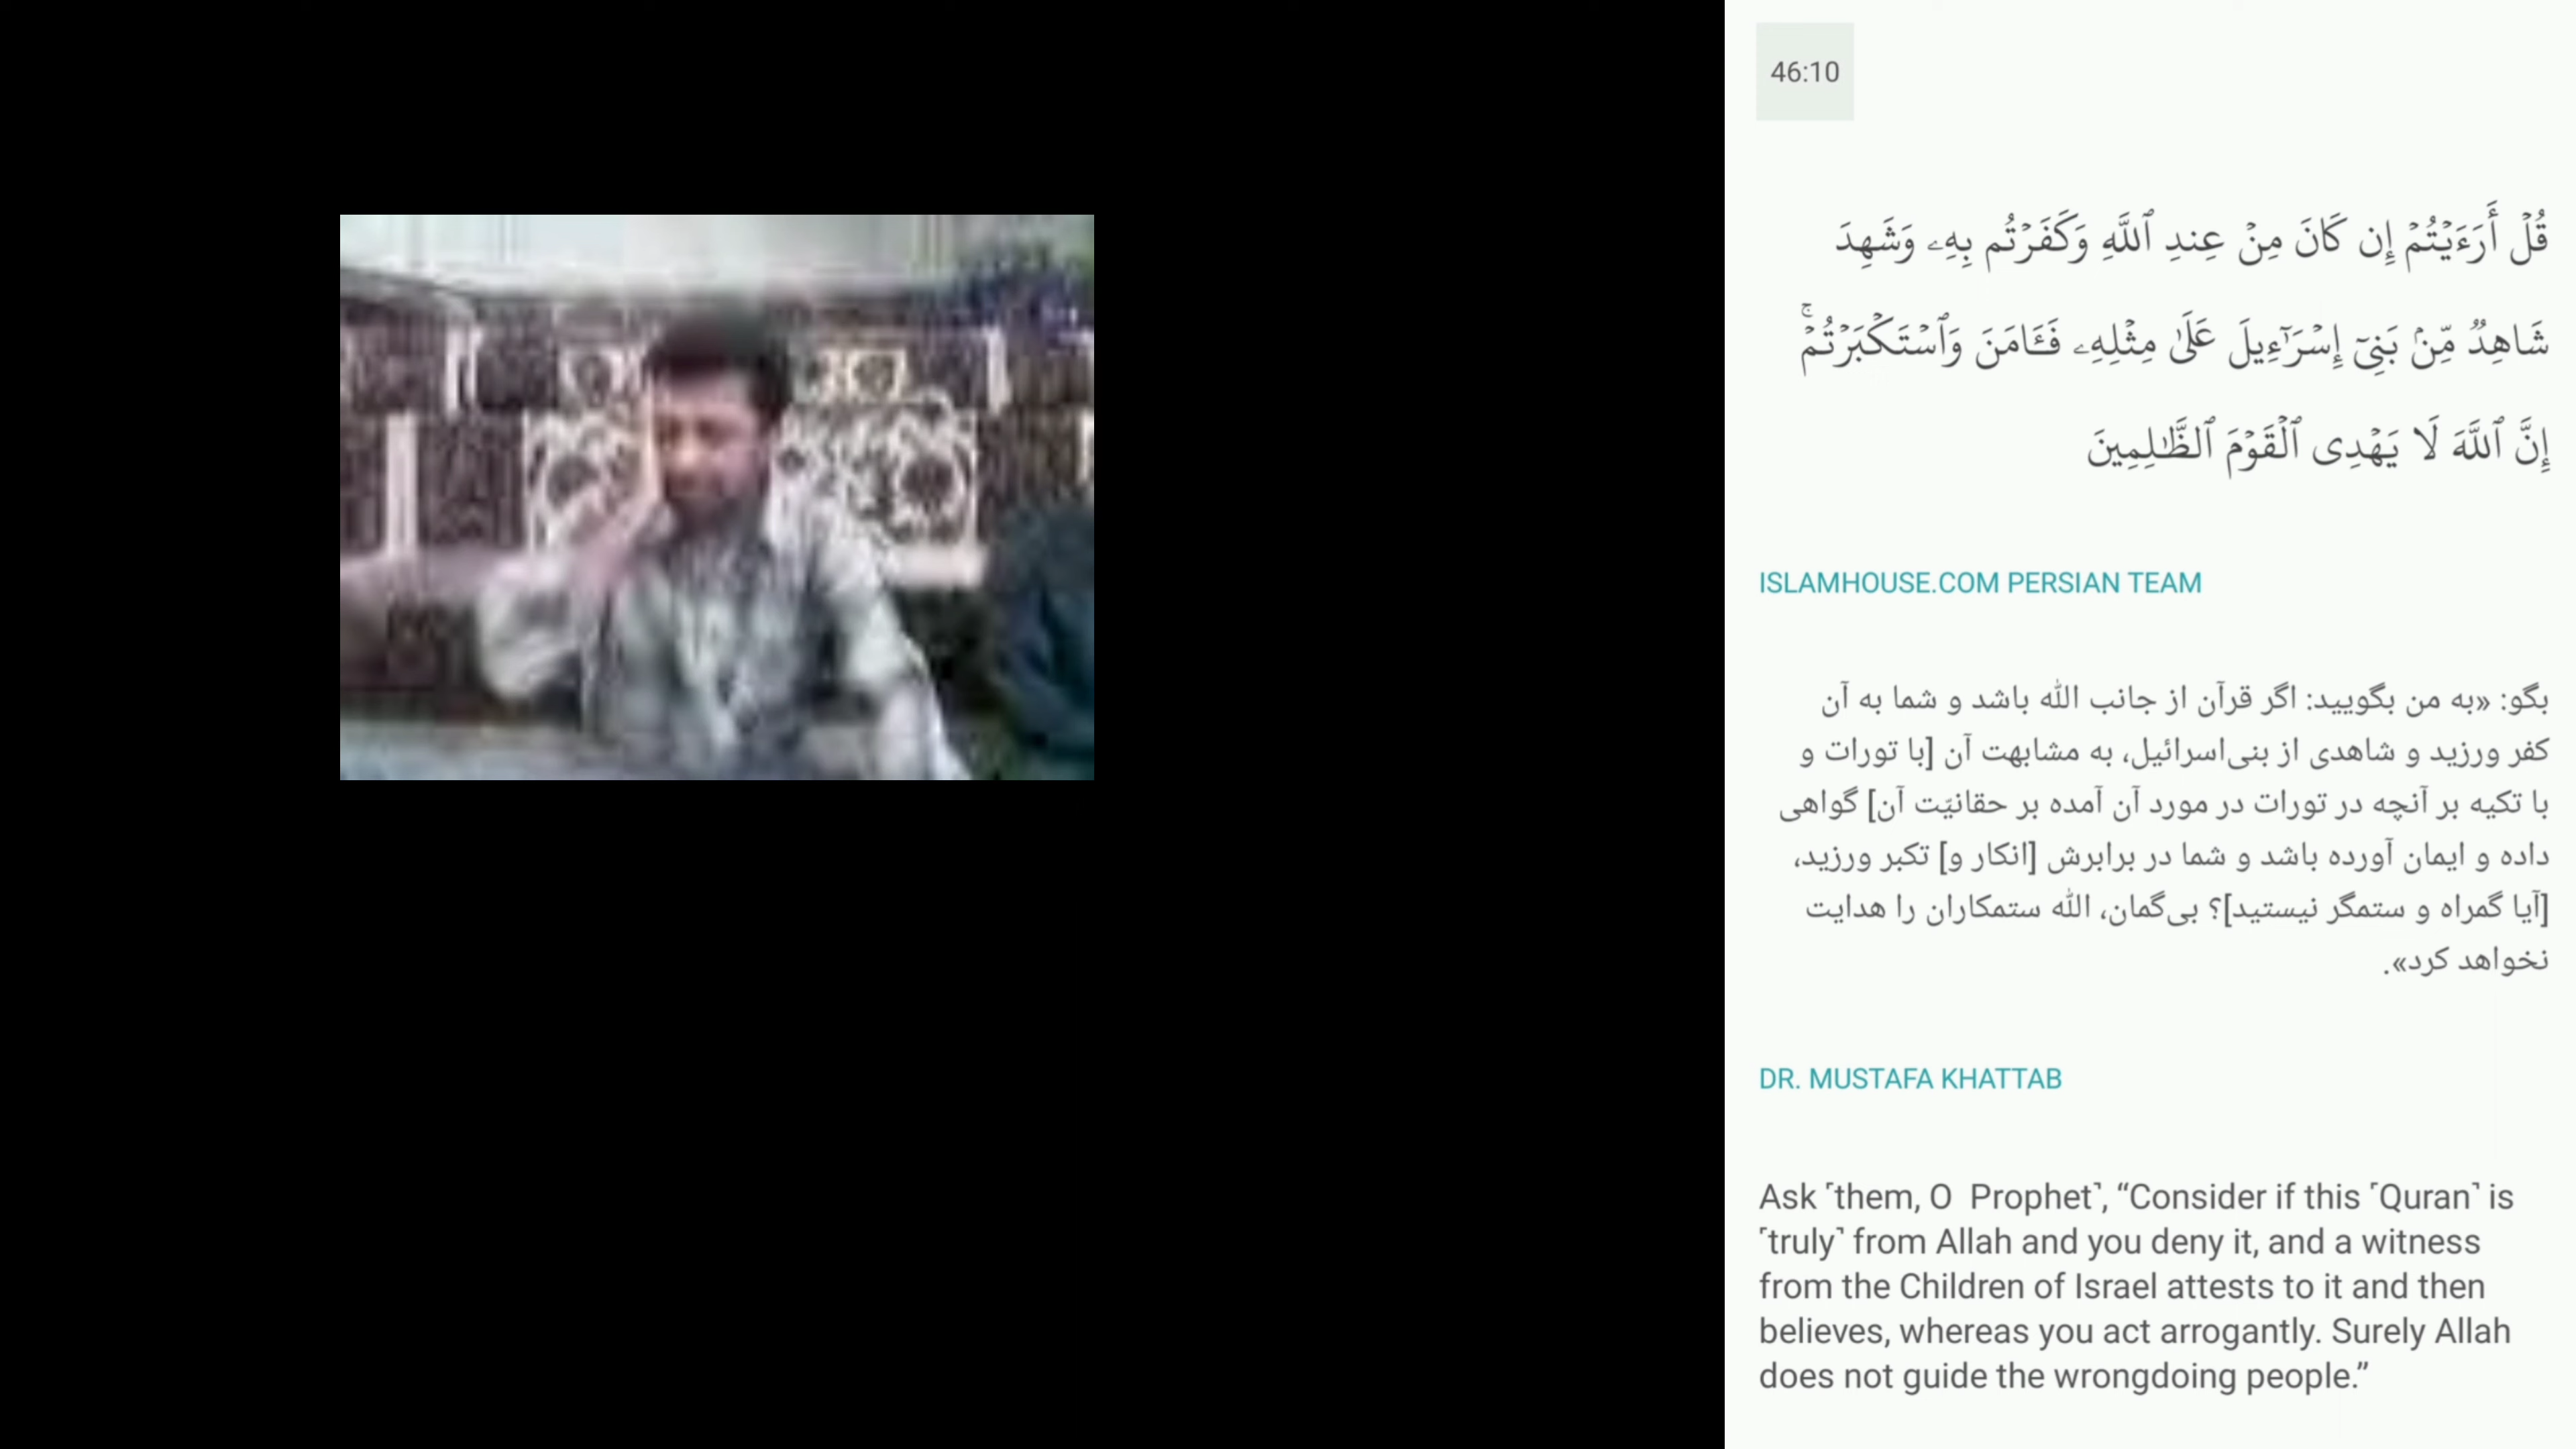 46:10
قُلۡ أَرَءَيۡتُمۡ إِن كَانَ مِنۡ عِندِ ٱللَّهِ وَكَفَرۡتُم بِهِۦ وَشَهِدَ
شَاهِدٞ مِّنۢ بَنِيٓ إِسۡرَٰٓءِيلَ عَلَىٰ مِثۡلِهِۦ فَـَٔامَنَ وَٱسۡتَكۡبَرۡتُمۡۚ
إِنَّ ٱللَّهَ لَا يَهۡدِي ٱلۡقَوۡمَ ٱلظَّـٰلِمِينَ
ISLAMHOUSE.COM PERSIAN TEAM
بگو: «به من بگویید: اگر قرآن از جانب الله باشد و شما به آن
کفر ورزید و شاهدی از بنی‌اسرائیل، به مشابهت آن [با تورات و
با تکیه بر آنچه در تورات در مورد آن آمده بر حقانیّت آن] گواهی
داده و ایمان آورده باشد و شما در برابرش [انکار و] تکبر ورزید،
[آیا گمراه و ستمگر نیستید]؟ بی‌گمان، الله ستمکاران را هدایت
نخواهد کرد».
DR. MUSTAFA KHATTAB
Ask ˹them, O  Prophet˺, “Consider if this ˹Quran˺ is
˹truly˺ from Allah and you deny it, and a witness
from the Children of Israel attests to it and then
believes, whereas you act arrogantly. Surely Allah
does not guide the wrongdoing people.”